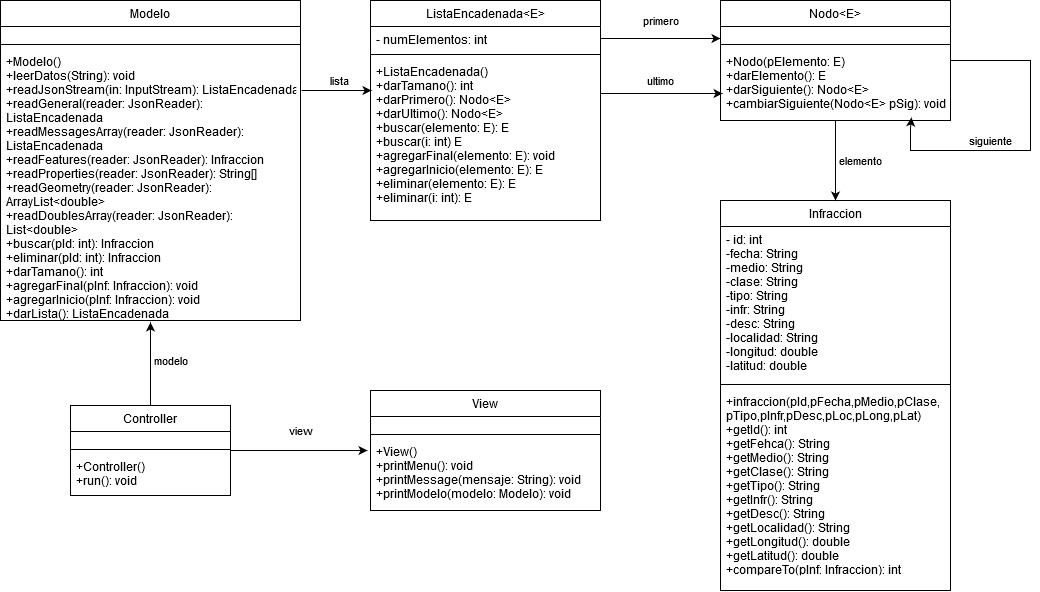 Modelo
+Modelo()
+leerDatos(String): void
+readJsonStream(in: InputStream): ListaEncadenada
+readGeneral(reader: JsonReader):
ListaEncadenada
+readMessagesArray(reader: JsonReader):
ListaEncadenada
+readFeatures(reader: JsonReader): Infraccion
+readProperties(reader: JsonReader): String[]
+readGeometry(reader: JsonReader):
ArrayList<double>
+readDoublesArray(reader: JsonReader):
List<double>
+buscar(pId: int): Infraccion
+eliminar(pId: int): Infraccion
+darTamano(): int
+agregarFinal(pInf: Infraccion): void
+agregarInicio(pInf: Infraccion): void
+darLista(): ListaEncadenada
lista
ListaEncadenada<E>
- numElementos: int
+ListaEncadenada()
+darTamano(): int
+darPrimero(): Nodo<E>
+darUltimo(): Nodo<E>
+buscar(elemento: E): E
+buscar(i: int) E
+agregarFinal(elemento: E): void
+agregarInicio(elemento: E): E
+eliminar(elemento: E): E
+eliminar(i: int): E
primero
ultimo
Nodo<E>
+Nodo(pElemento: E)
+darElemento(): E
+darSiguiente(): Nodo<E>
+cambiarSiguiente(Nodo<E> pSig): void
siguiente
elemento
Infraccion
- id: int
-fecha: String
-medio: String
-clase: String
-tipo: String
-infr: String
-desc: String
-localidad: String
-longitud: double
-latitud: double
+infraccion(pId,pFecha,pMedio,pClase,
pTipo,pInfr,pDesc,pLoc,pLong,pLat)
+getId(): int
+getFehca(): String
+getMedio(): String
+getClase(): String
+getTipo(): String
+getInfr(): String
+getDesc(): String
+getLocalidad(): String
+getLongitud(): double
+getLatitud(): double
+compareTo(pInf: Infraccion): int
modelo
Controller
+Controller()
+run(): void
view
View
+View()
+printMenu(): void
+printMessage(mensaje: String): void
+printModelo(modelo: Modelo): void